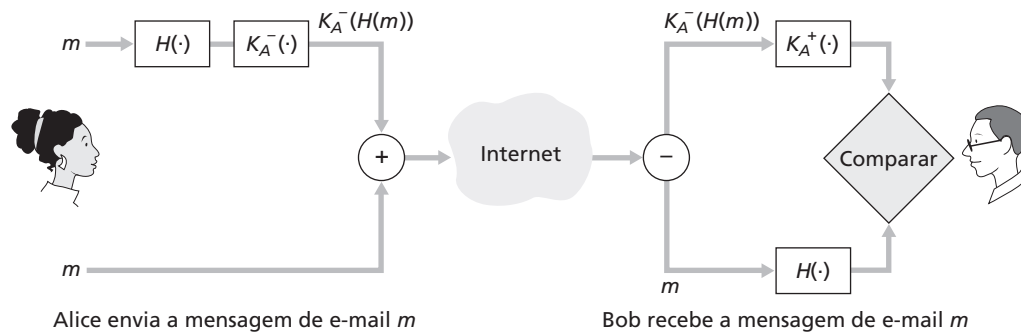 m
H(·)
K_A^–(·)
K_A^–(H(m))
m
+
Internet
–
K_A^–(H(m))
K_A^+(·)
Comparar
m
H(·)
Alice envia a mensagem de e-mail m
Bob recebe a mensagem de e-mail m